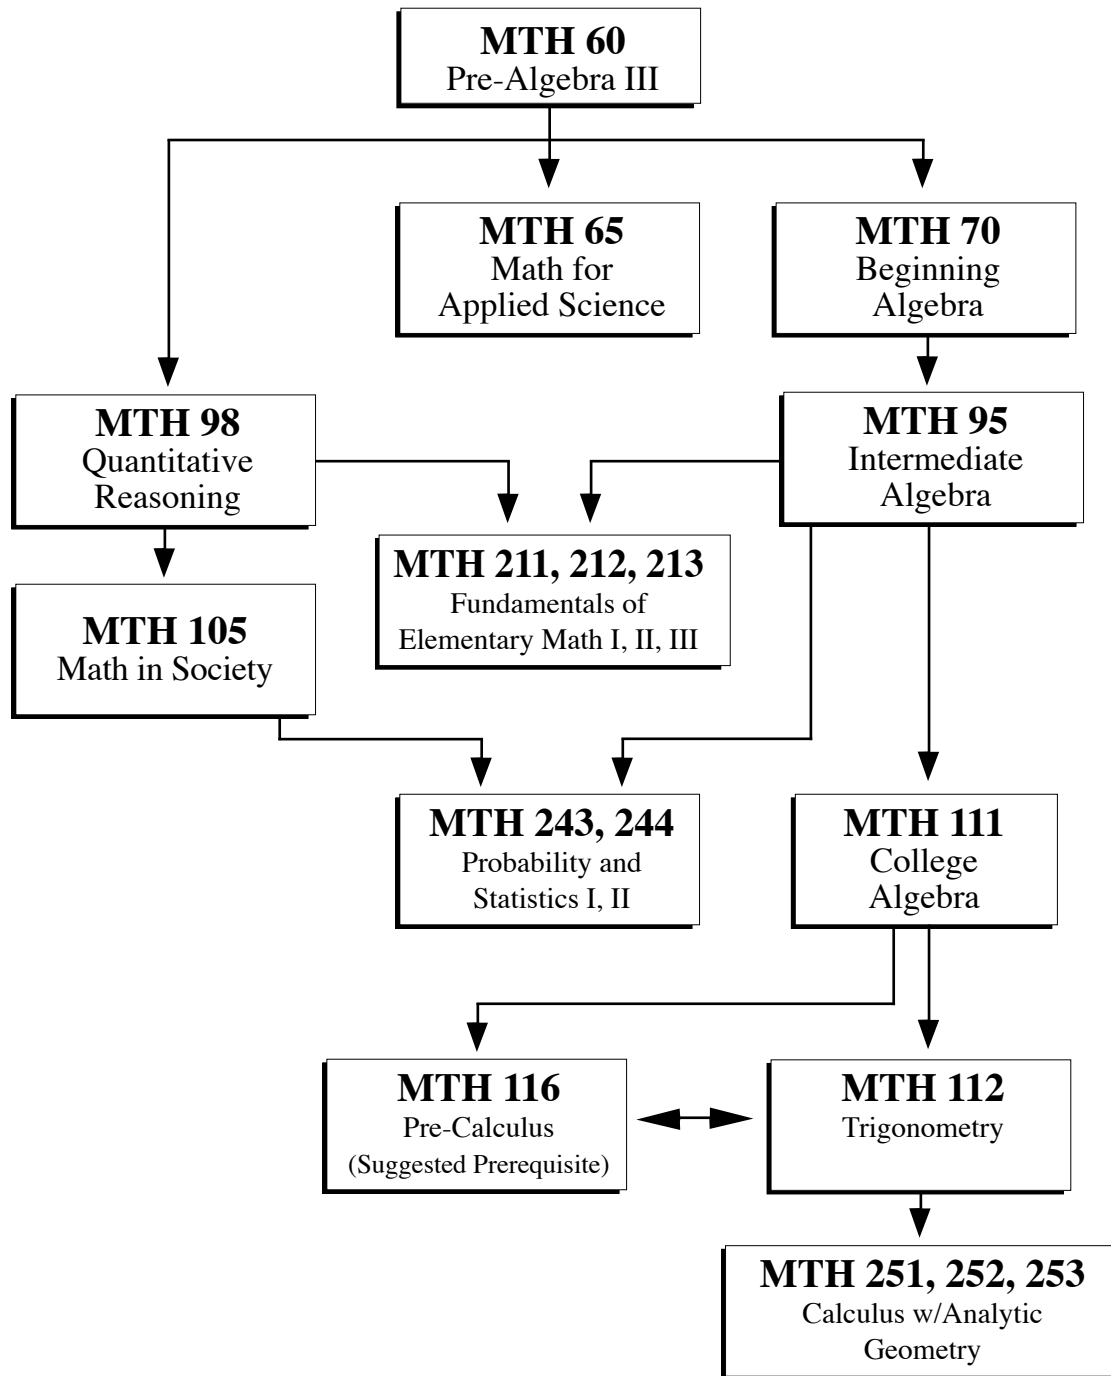 MTH 60
Pre-Algebra III
MTH 65
Math for
Applied Science
MTH 70
Beginning
Algebra
MTH 98
Quantitative
Reasoning
MTH 95
Intermediate
Algebra
MTH 211, 212, 213
Fundamentals of
Elementary Math I, II, III
MTH 105
Math in Society
MTH 243, 244
Probability and
Statistics I, II
MTH 111
College
Algebra
MTH 116
Pre-Calculus
(Suggested Prerequisite)
MTH 112
Trigonometry
MTH 251, 252, 253
Calculus w/Analytic
Geometry